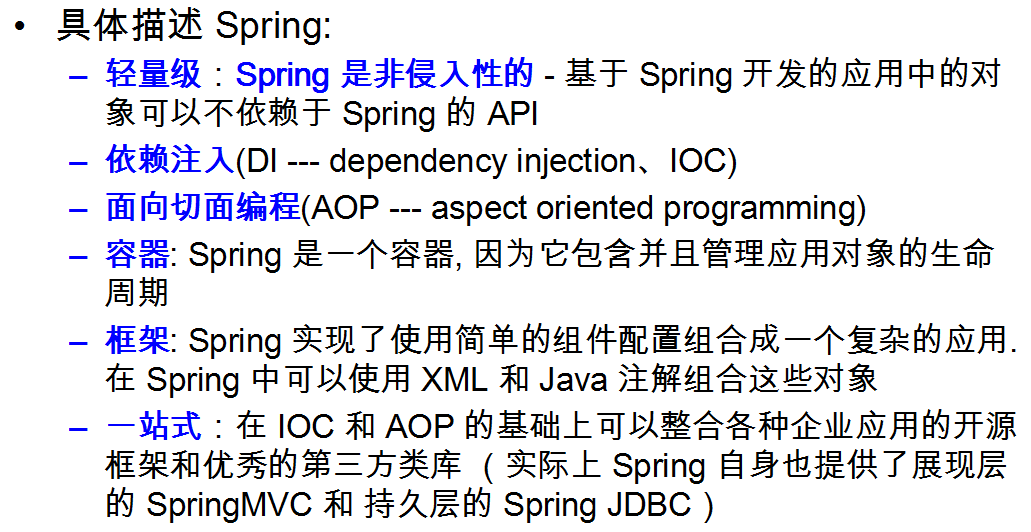 • 具体描述 Spring:
– 轻量级：Spring 是非侵入性的 - 基于 Spring 开发的应用中的对
象可以不依赖于 Spring 的 API
– 依赖注入(DI --- dependency injection、IOC)
– 面向切面编程(AOP --- aspect oriented programming)
– 容器: Spring 是一个容器, 因为它包含并且管理应用对象的生命
周期
– 框架: Spring 实现了使用简单的组件配置组合成一个复杂的应用.
在 Spring 中可以使用 XML 和 Java 注解组合这些对象
– 一站式：在 IOC 和 AOP 的基础上可以整合各种企业应用的开源
框架和优秀的第三方类库 （实际上 Spring 自身也提供了展现层
的 SpringMVC 和 持久层的 Spring JDBC）